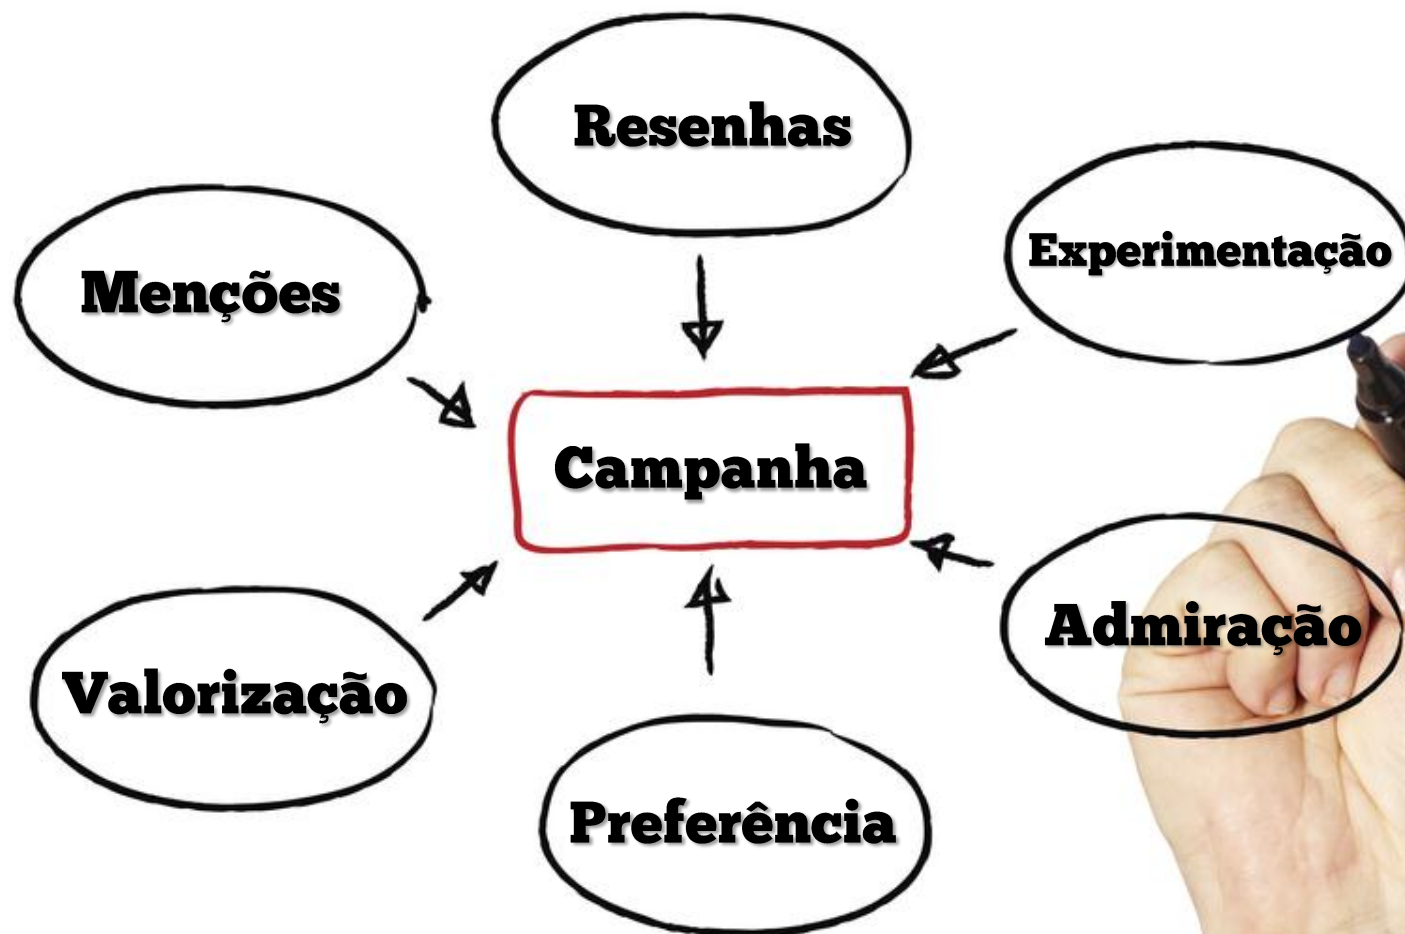 Resenhas
Experimentação
Menções
Campanha
Admiração
Valorização
Preferência